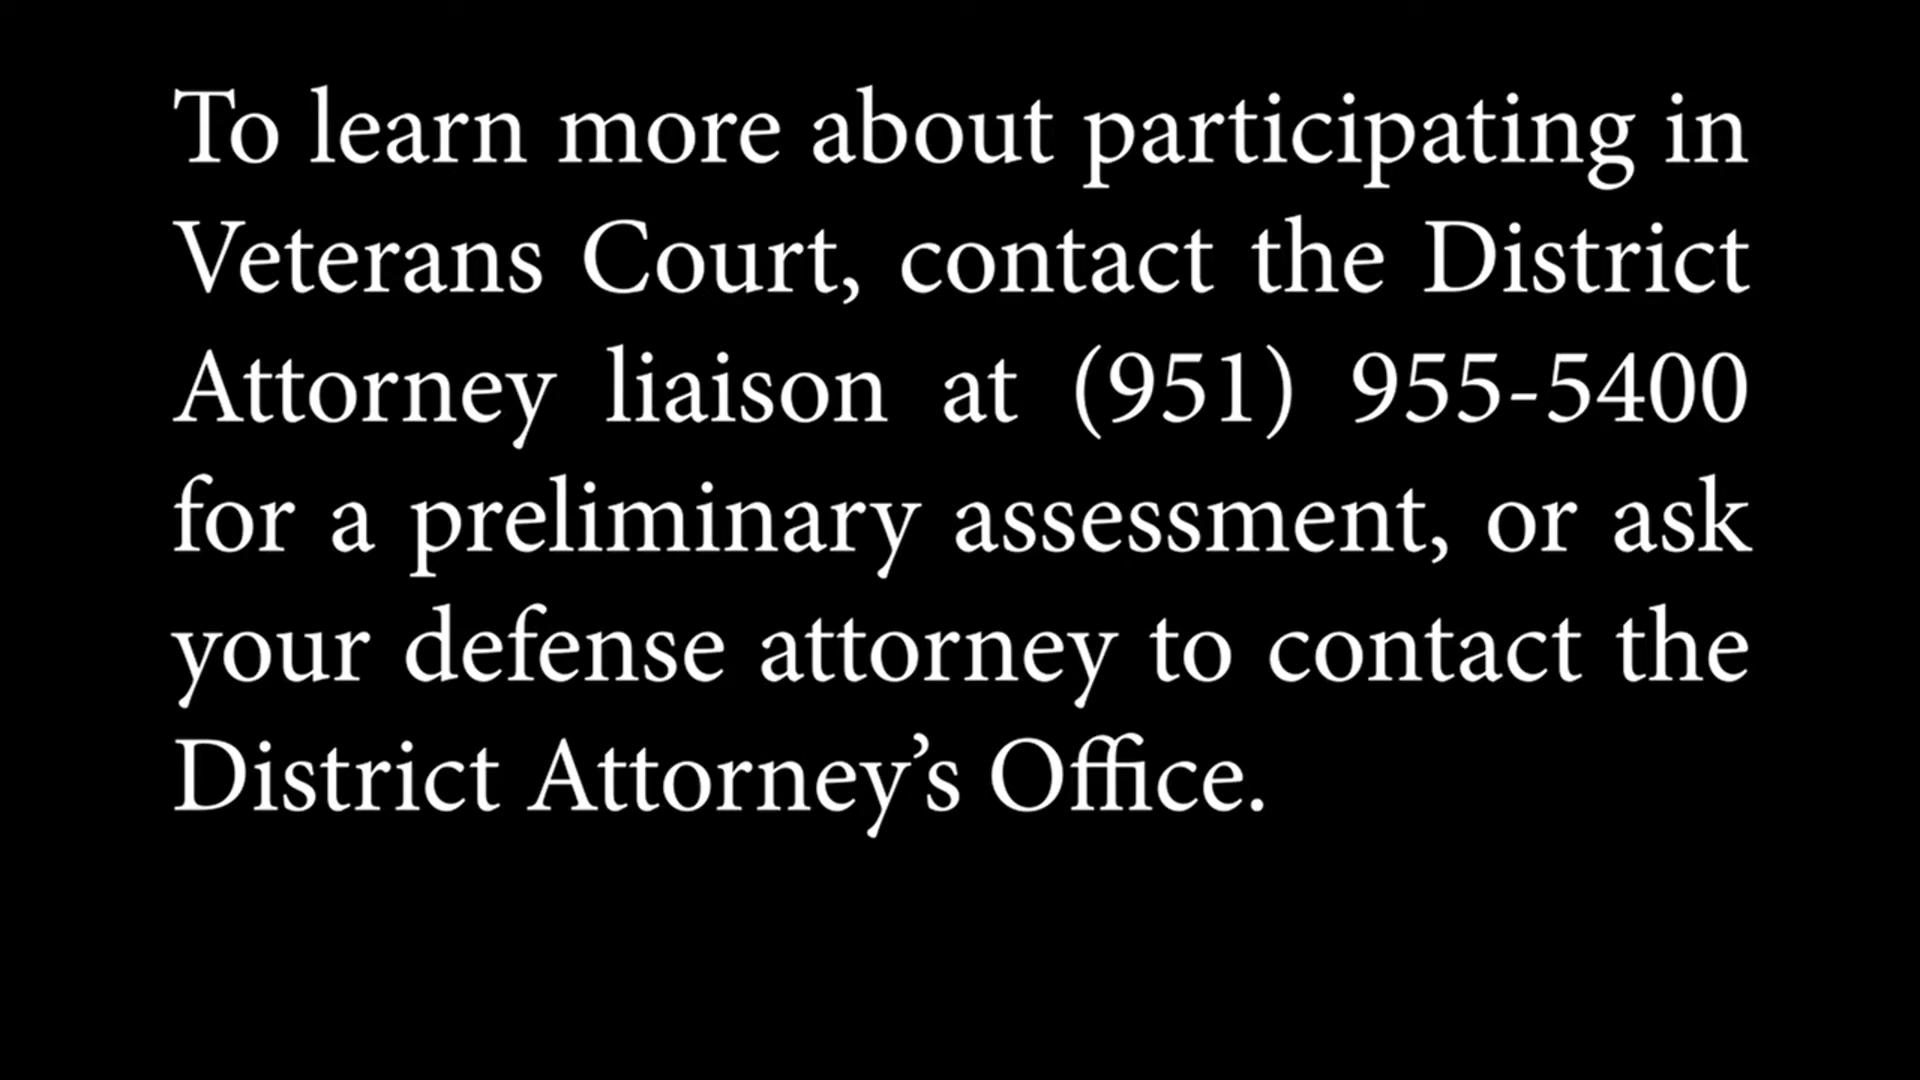 To learn more about participating in
Veterans Court, contact the District
Attorney liaison at (951) 955-5400
for a preliminary assessment, or ask
your defense attorney to contact the
District Attorney’s Office.